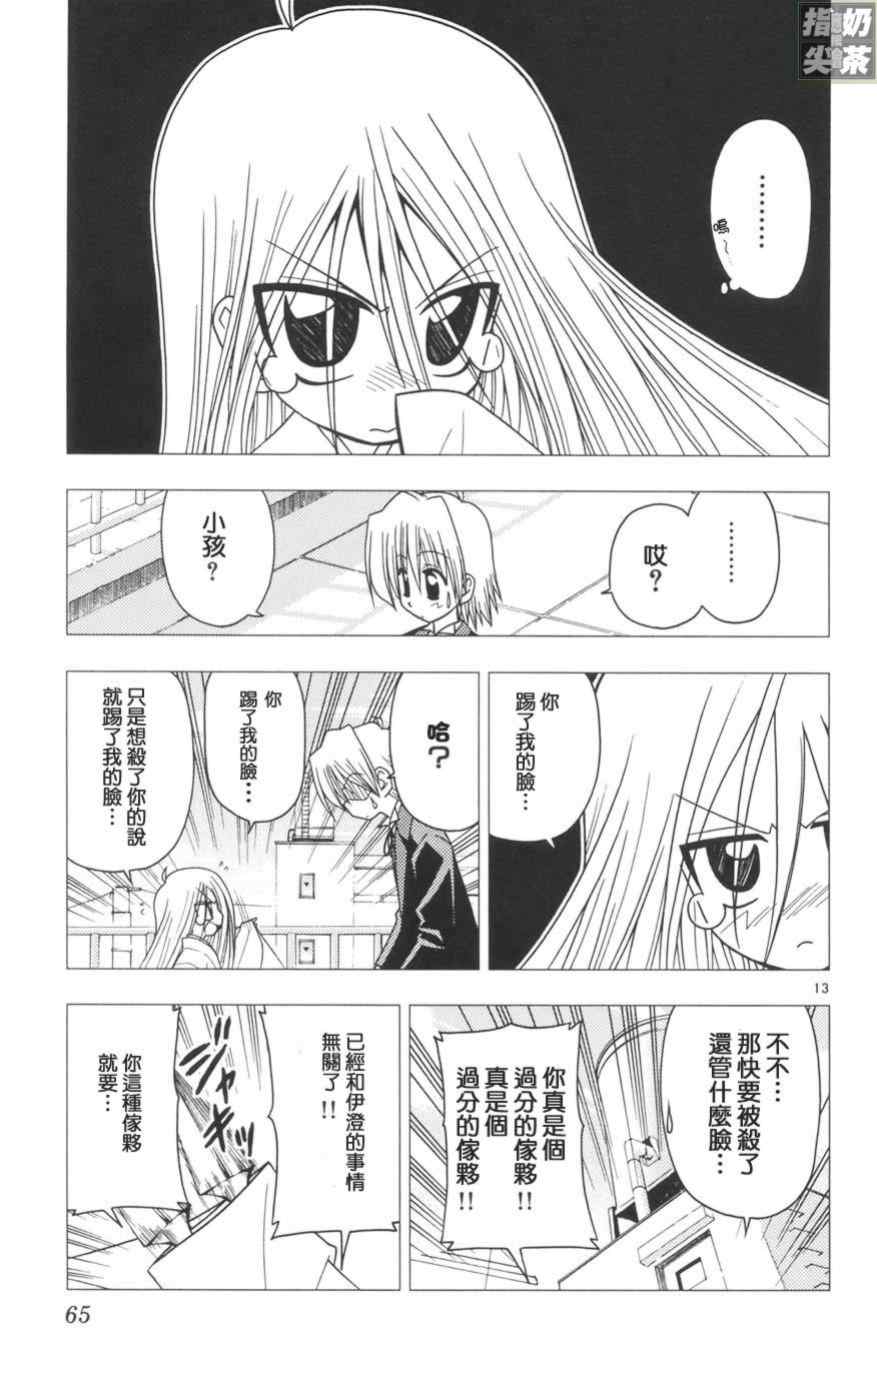 指奶
尖茶
………
嗚～
………
哎？
小孩？
你
踢了我的臉…
哈？
你
踢了我的臉…
只是想殺了你的說
就踢了我的臉…
13
不不…
那快要被殺了
還管什麼臉…
你真是個
過分的傢夥!!
真是個
過分的傢夥!!
已經和伊澄的事情
無關了!!
ジャキッ
你這種傢夥
就要…
65